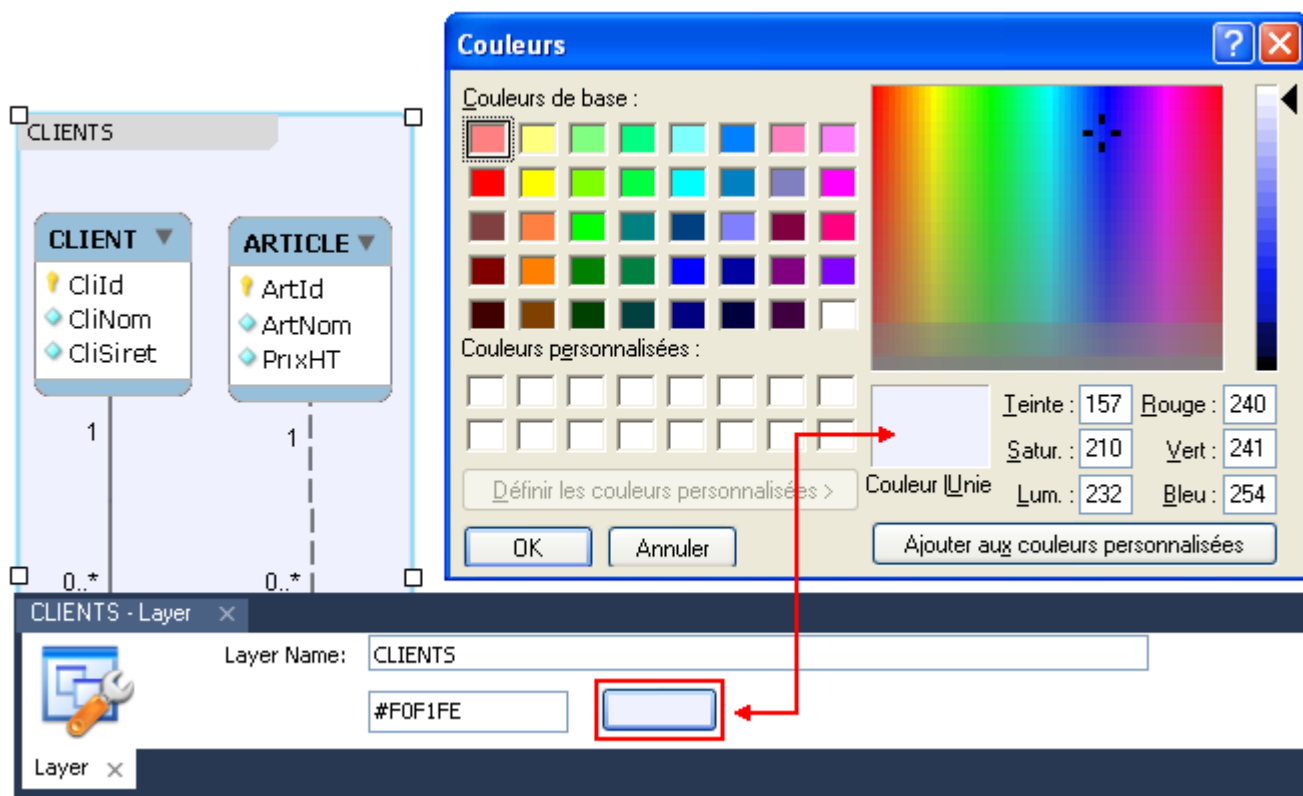 CLIENTS
CLIENT
CliId
CliNom
CliSiret
1
0..*
ARTICLE
ArtId
ArtNom
PrixHT
1
0..*
Couleurs
?
Couleurs de base :
Couleurs personnalisées :
Définir les couleurs personnalisées >
OK
Annuler
Couleur
Unie
Teinte : 157
Satur. : 210
Lum. : 232
Rouge : 240
Vert : 241
Bleu : 254
Ajouter aux couleurs personnalisées
CLIENTS - Layer
Layer Name: CLIENTS
#F0F1FE
Layer